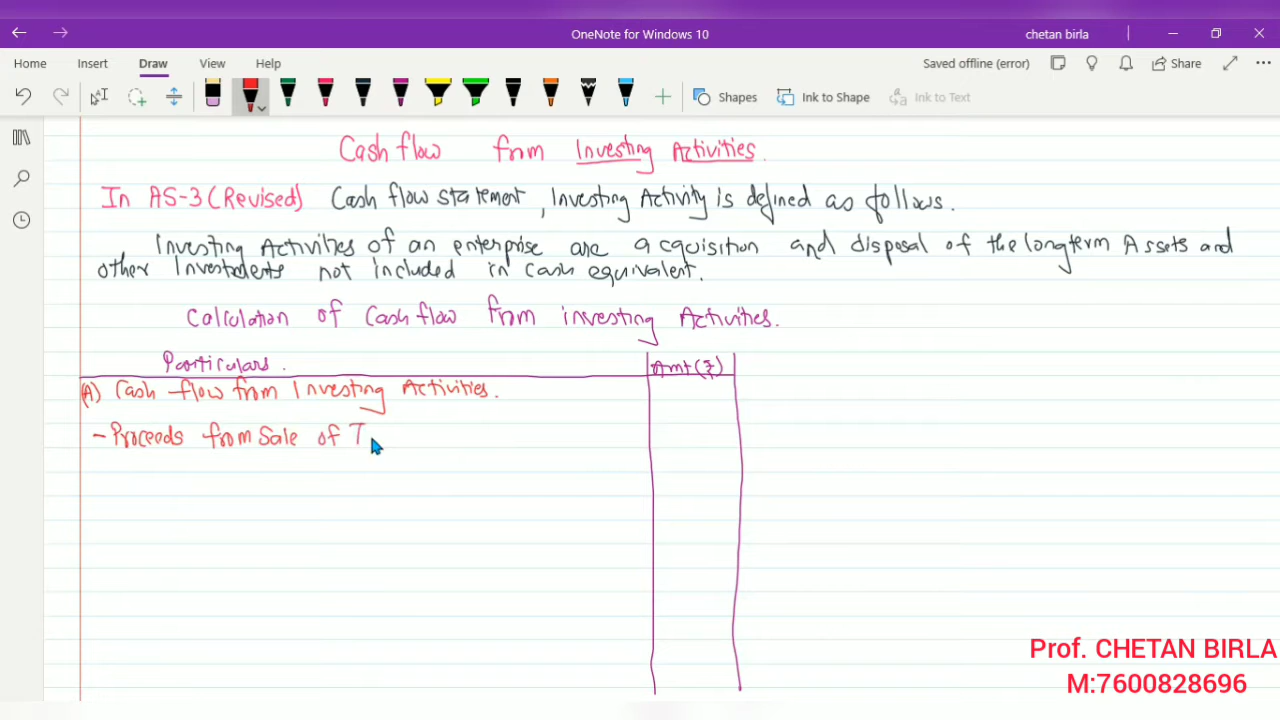 OneNote for Windows 10
chetan birla
Home Insert Draw View Help
Saved offline (error)
Share
Shapes
Ink to Shape
Ink to Text
Cash flow from Investing Activities.
In AS-3 (Revised) Cash flow statement, Investing Activity is defined as follows.
Investing Activities of an enterprise are acquisition and disposal of the longterm Assets and
other not included in cash equivalent.
Calculation of Cash flow from investing Activities.
Particulars. Amt(₹)
(A) Cash flow from Investing Activities.
- Proceeds from Sale of T
Prof. CHETAN BIRLA
M:7600828696